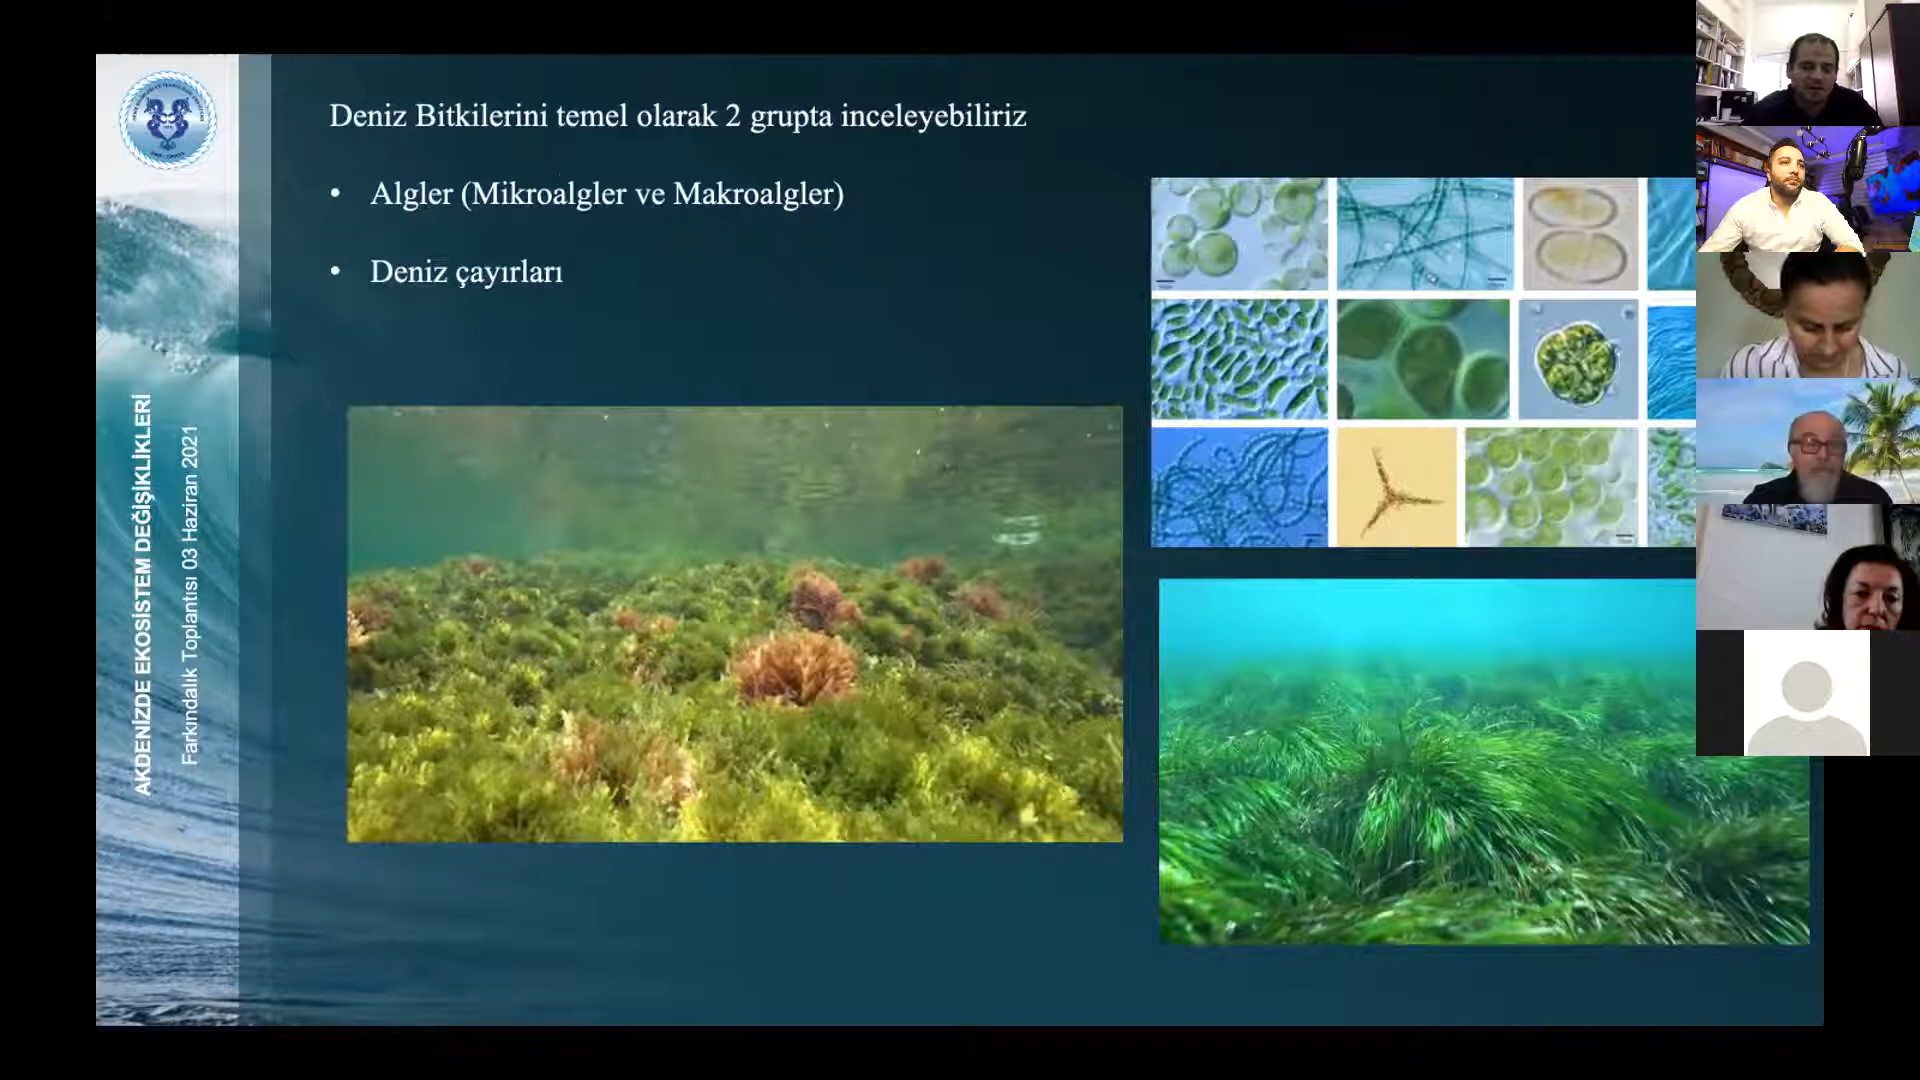 Deniz Bitkilerini temel olarak 2 grupta inceleyebiliriz
• Algler (Mikroalgler ve Makroalgler)
• Deniz çayırları
AKDENİZDE EKOSİSTEM DEĞİŞİKLİKLERİ
Farkındalık Toplantısı 03 Haziran 2021